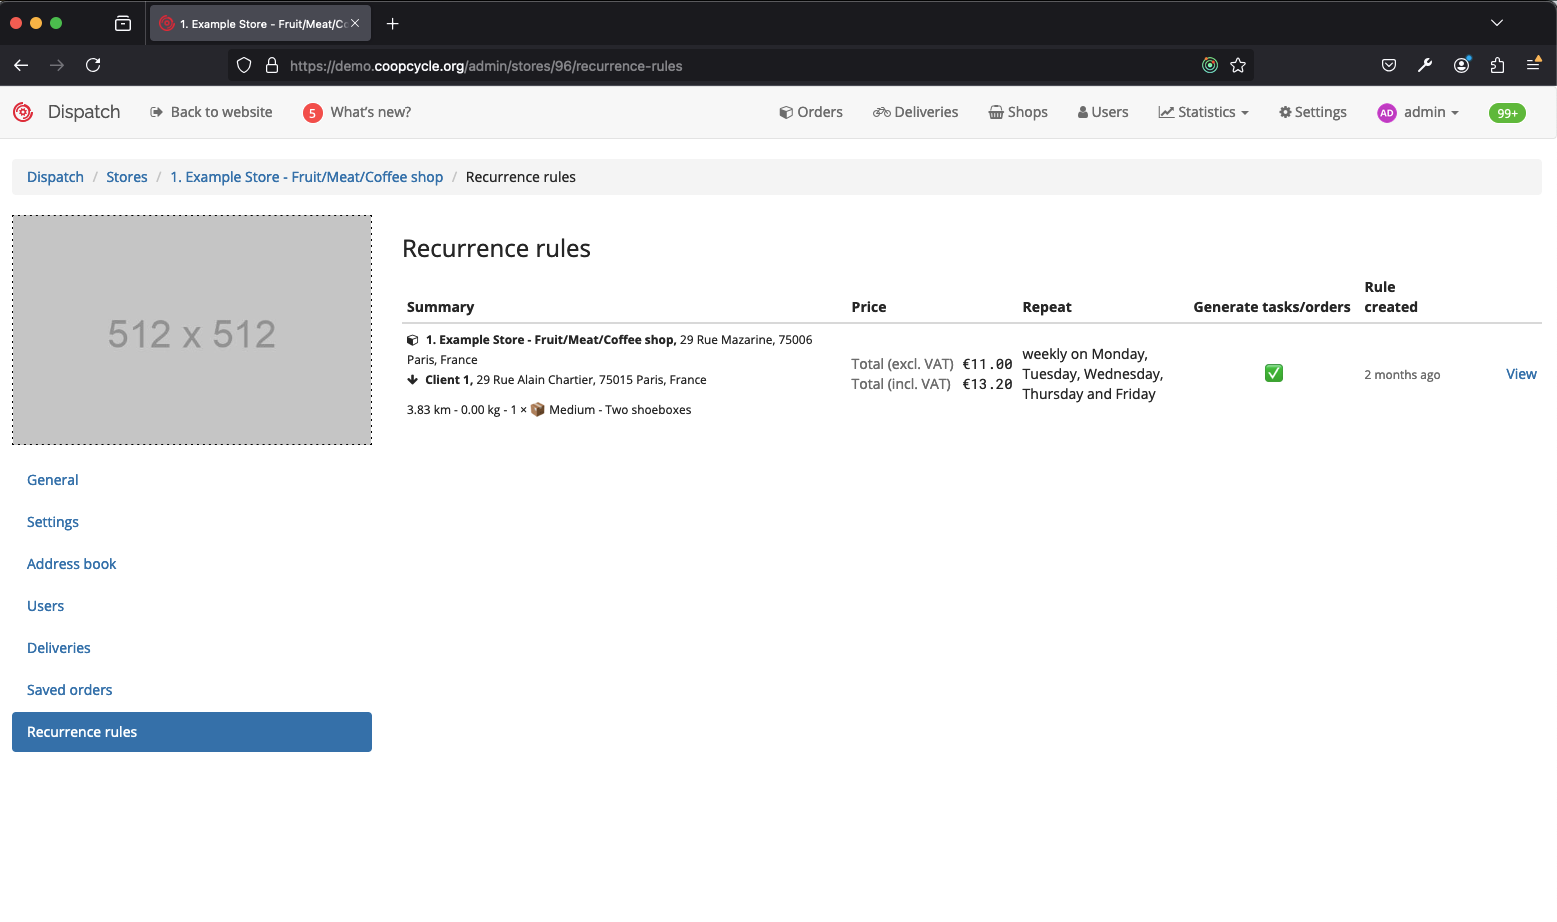 1. Example Store - Fruit/Meat/Co
https://demo.coopcycle.org/admin/stores/96/recurrence-rules
Dispatch
Back to website
5
What's new?
Orders
Deliveries
Shops
Users
Statistics
Settings
AD
admin
99+
Dispatch / Stores / 1. Example Store - Fruit/Meat/Coffee shop / Recurrence rules
512 x 512
General
Settings
Address book
Users
Deliveries
Saved orders
Recurrence rules
Recurrence rules
Summary
Price
Repeat
Generate tasks/orders
Rule
created
1. Example Store - Fruit/Meat/Coffee shop, 29 Rue Mazarine, 75006
Paris, France
Client 1, 29 Rue Alain Chartier, 75015 Paris, France
3.83 km - 0.00 kg - 1 × 📦 Medium - Two shoeboxes
Total (excl. VAT) €11.00
Total (incl. VAT) €13.20
weekly on Monday,
Tuesday, Wednesday,
Thursday and Friday
2 months ago
View